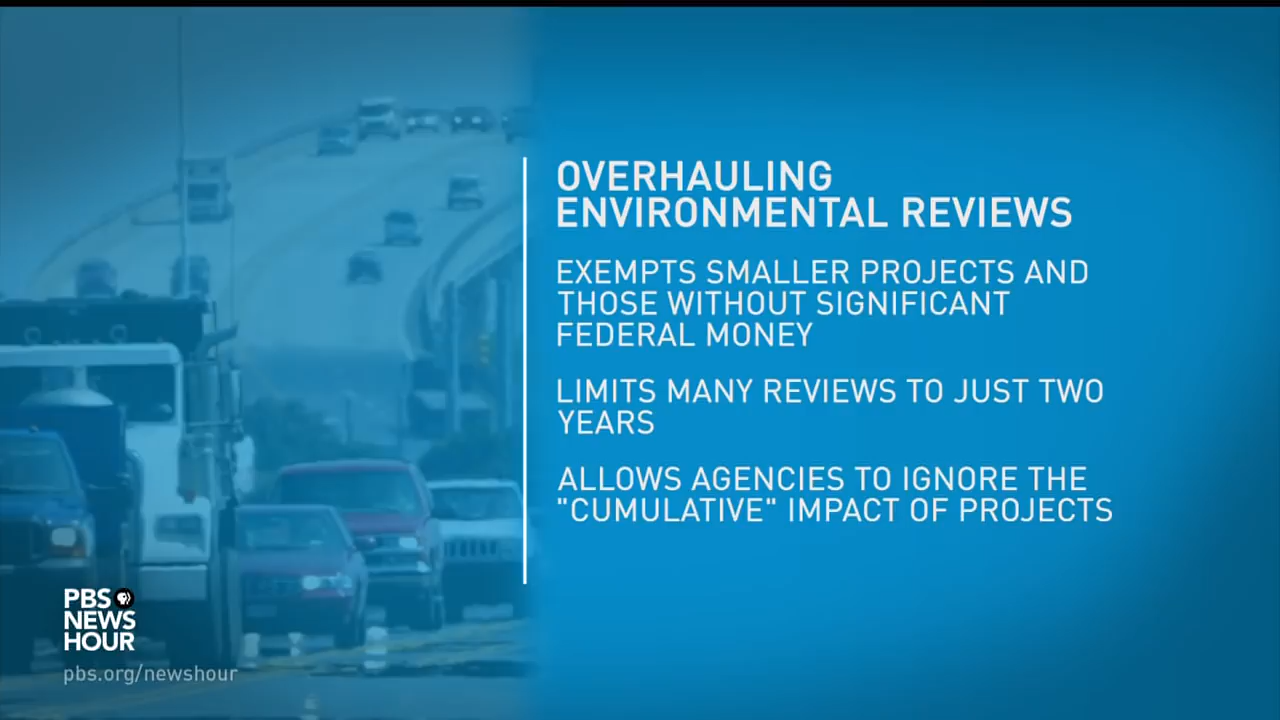 OVERHAULING
ENVIRONMENTAL REVIEWS
EXEMPTS SMALLER PROJECTS AND
THOSE WITHOUT SIGNIFICANT
FEDERAL MONEY
LIMITS MANY REVIEWS TO JUST TWO
YEARS
ALLOWS AGENCIES TO IGNORE THE
"CUMULATIVE" IMPACT OF PROJECTS
PBS
NEWS
HOUR
pbs.org/newshour